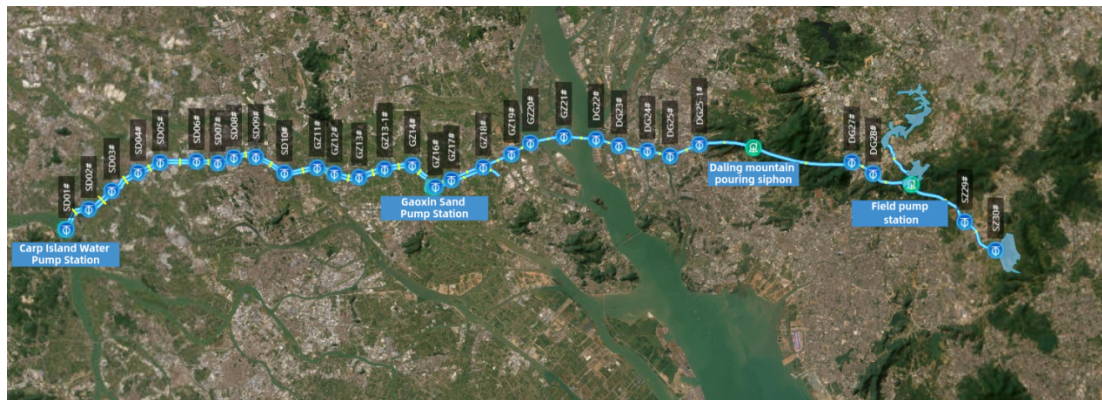 SD01#
SD02#
SD03#
SD04#
SD05#
SD06#
SD07#
SD08#
SD09#
SD10#
GZ11#
GZ12#
GZ13#
GZ13-1#
GZ14#
GZ16#
GZ17#
GZ18#
GZ19#
GZ20#
GZ21#
DG22#
DG23#
DG24#
DG25#
DG25-1#
DG27#
DG28#
SZ29#
SZ30#
Carp Island Water
Pump Station
Gaoxin Sand
Pump Station
Daling mountain
pouring siphon
Field pump
station